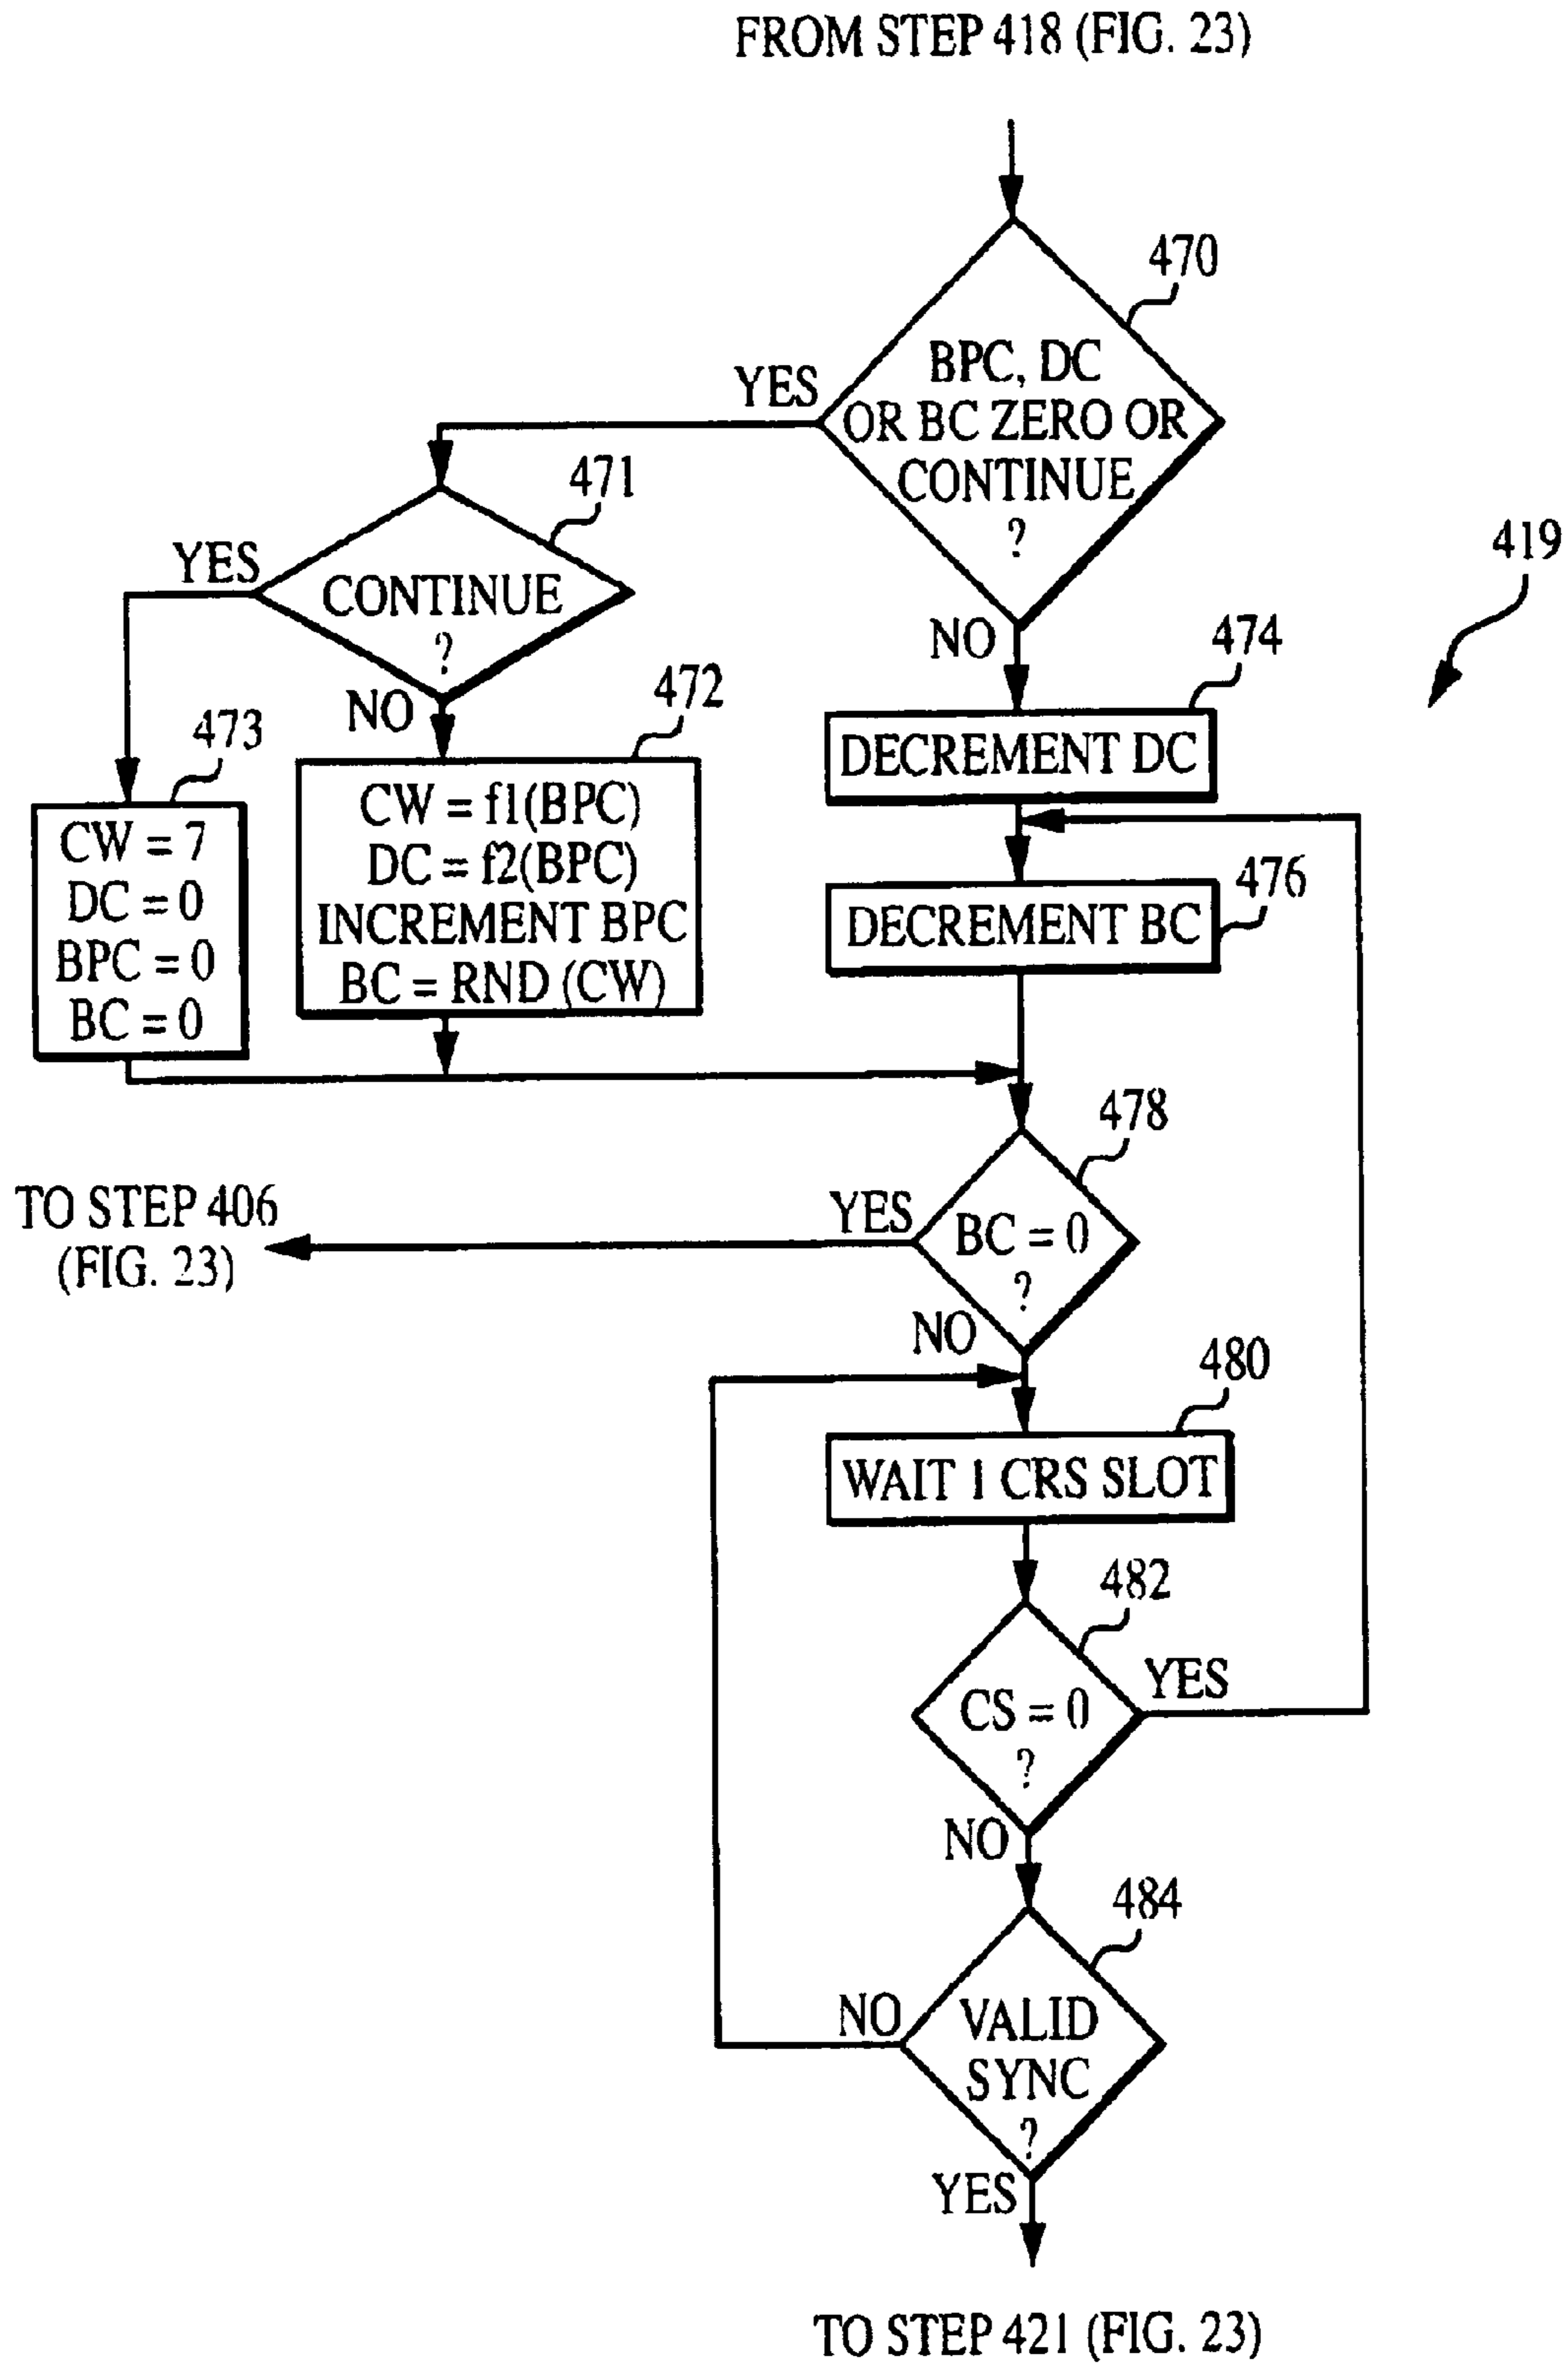 FROM STEP 418 (FIG. 23)
470
BPC, DC
OR BC ZERO OR
CONTINUE
?
YES
NO
471
CONTINUE
?
YES
NO
419
474
DECREMENT DC
473
CW = 7
DC = 0
BPC = 0
BC = 0
472
CW = f1(BPC)
DC = f2(BPC)
INCREMENT BPC
BC = RND (CW)
476
DECREMENT BC
478
BC = 0
?
YES
NO
TO STEP 406
(FIG. 23)
480
WAIT 1 CRS SLOT
482
CS = 0
?
YES
NO
484
VALID
SYNC
?
NO
YES
TO STEP 421 (FIG. 23)